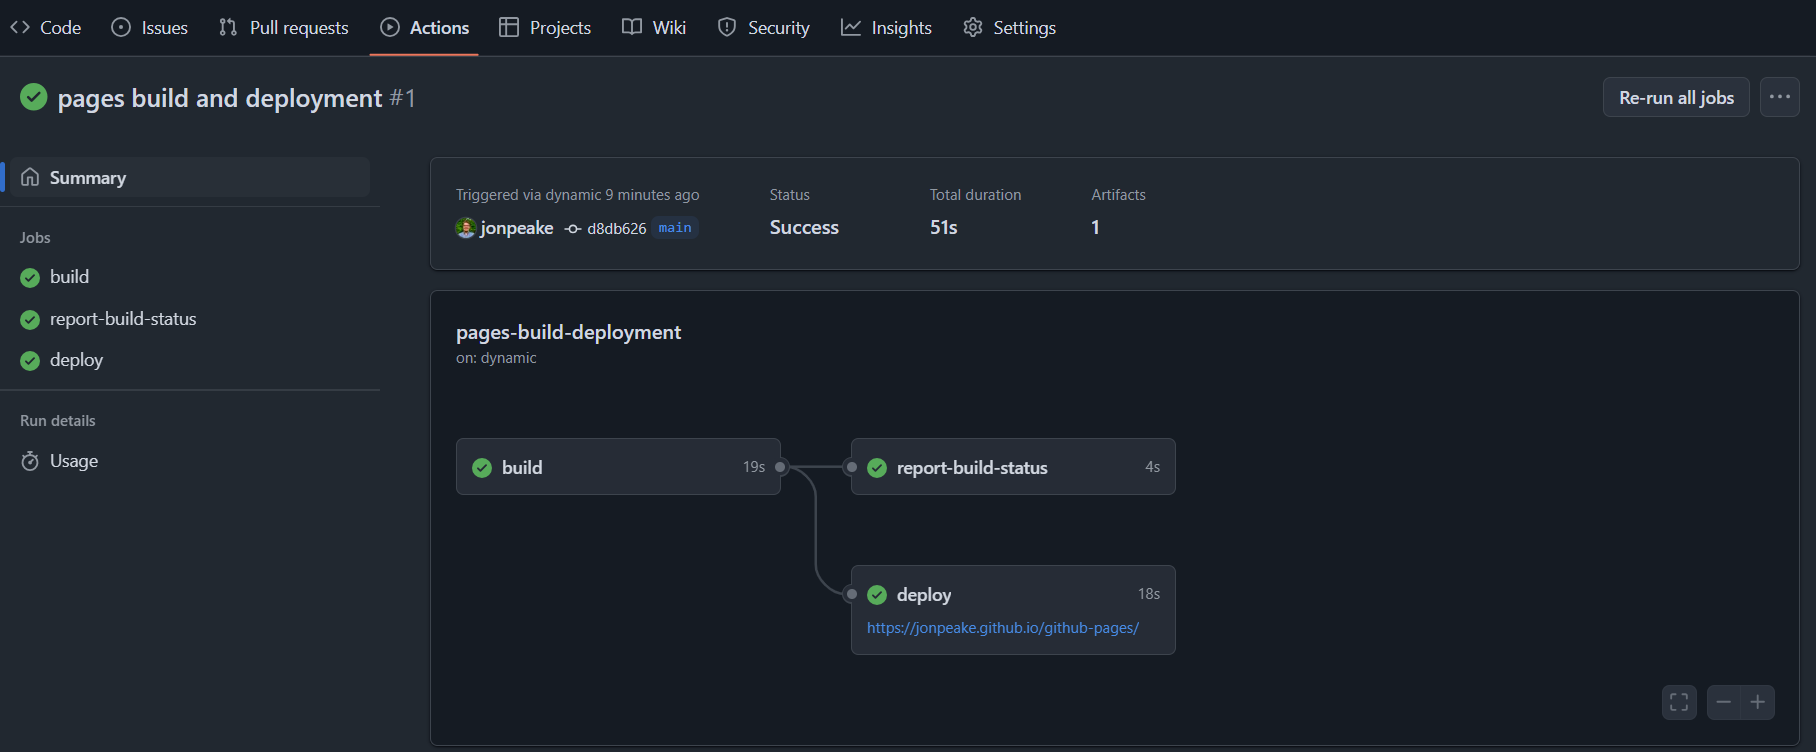 Code Issues Pull requests Actions Projects Wiki Security Insights Settings
pages build and deployment #1
Re-run all jobs
Summary
Jobs
build
report-build-status
deploy
Run details
Usage
Triggered via dynamic 9 minutes ago
jonpeake d8db626 main
Status
Success
Total duration
51s
Artifacts
1
pages-build-deployment
on: dynamic
build 19s
report-build-status 4s
deploy 18s
https://jonpeake.github.io/github-pages/